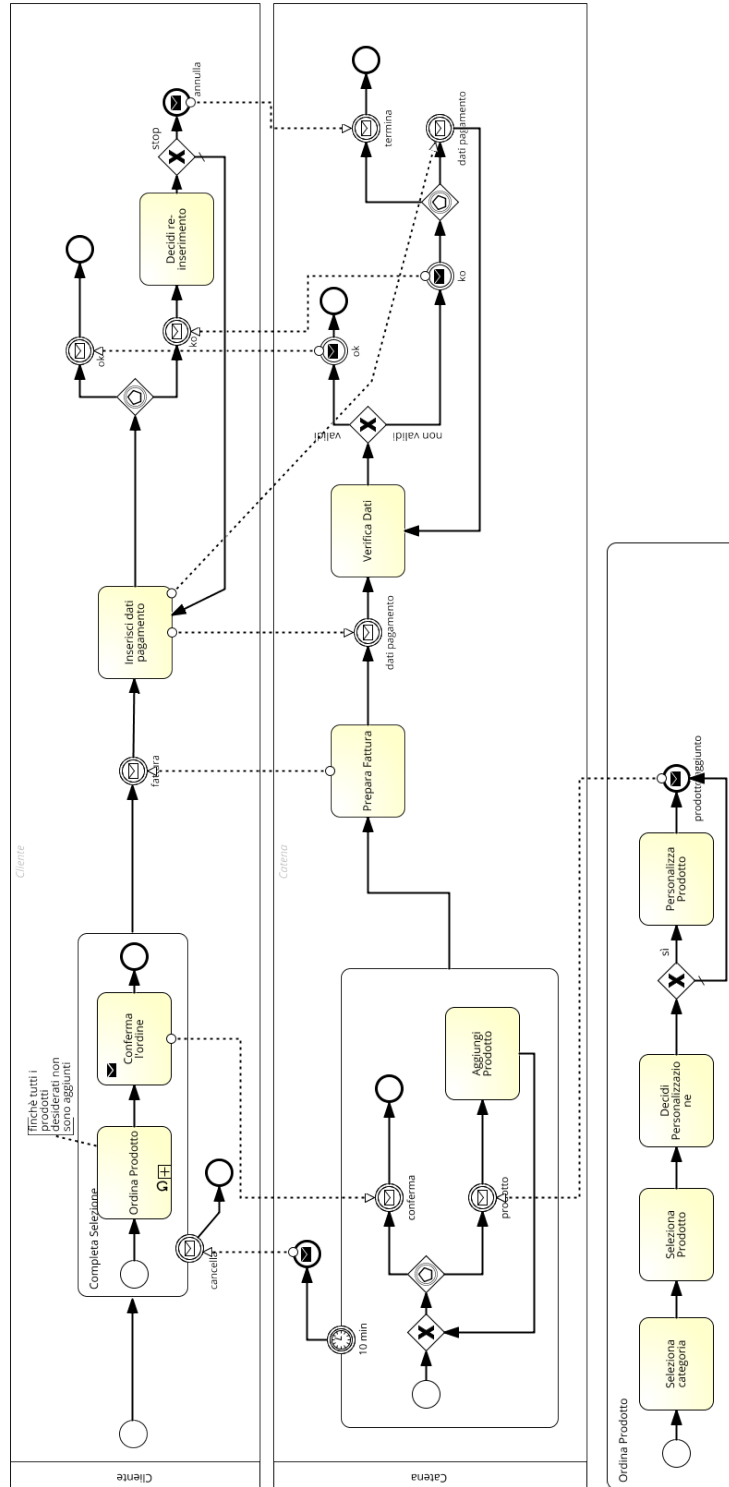 Cliente
Cliente
Completa Selezione
Ordina Prodotto
finchè tutti i
prodotti
desiderati non
sono aggiunti
Conferma
l'ordine
cancella
fattura
Inserisci dati
pagamento
ok
ko
Decidi re-
inserimento
stop
annulla
Catena
Catena
10 min
conferma
prodotto
Aggiungi
Prodotto
Prepara Fattura
dati pagamento
Verifica Dati
validi
non validi
ok
ko
termina
dati pagamento
Ordina Prodotto
Seleziona
categoria
Seleziona
Prodotto
Decidi
Personalizzazio
ne
sì
Personalizza
Prodotto
prodotto aggiunto